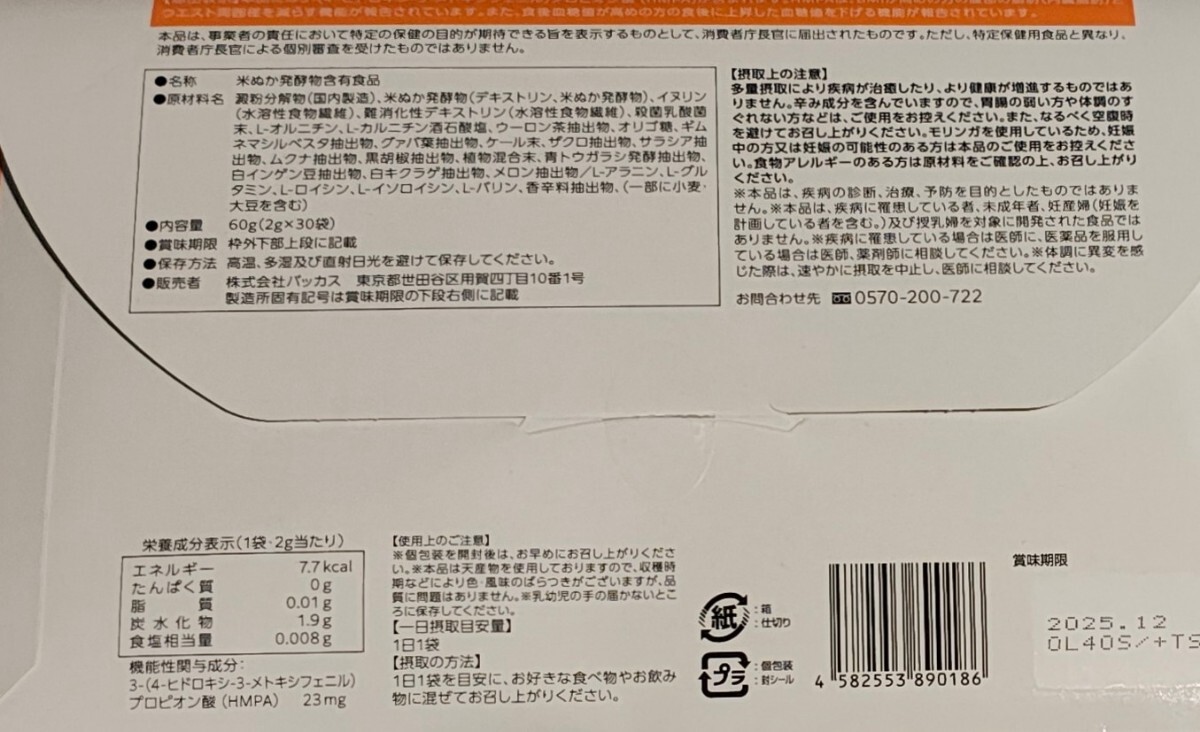 ウエスト周囲径を減らす機能が報告されています。また、食後血糖値が高めの方の食後に上昇した血糖値を下げる機能が報告されています。
本品は、事業者の責任において特定の保健の目的が期待できる旨を表示するものとして、消費者庁長官に届出されたものです。ただし、特定保健用食品と異なり、
消費者庁長官による個別審査を受けたものではありません。
●名称 米ぬか発酵物含有食品
●原材料名 澱粉分解物(国内製造)、米ぬか発酵物(デキストリン、米ぬか発酵物)、イヌリン
(水溶性食物繊維)、難消化性デキストリン(水溶性食物繊維)、殺菌乳酸菌
末、L-オルニチン、L-カルニチン酒石酸塩、ウーロン茶抽出物、オリゴ糖、ギム
ネマシルベスタ抽出物、グァバ葉抽出物、ケール末、ザクロ抽出物、サラシア抽
出物、ムクナ抽出物、黒胡椒抽出物、植物混合末、青トウガラシ発酵抽出物、
白インゲン豆抽出物、白キクラゲ抽出物、メロン抽出物/L-アラニン、L-グル
タミン、L-ロイシン、L-イソロイシン、L-バリン、香辛料抽出物、(一部に小麦・
大豆を含む)
●内容量 60g(2g×30袋)
●賞味期限 枠外下部上段に記載
●保存方法 高温、多湿及び直射日光を避けて保存してください。
●販売者 株式会社バッカス 東京都世田谷区用賀四丁目10番1号
製造所固有記号は賞味期限の下段右側に記載
【摂取上の注意】
多量摂取により疾病が治癒したり、より健康が増進するものではあ
りません。辛み成分を含んでいますので、胃腸の弱い方や体調のす
ぐれない方などは、ご使用をお控えください。また、なるべく空腹時
を避けてお召し上がりください。モリンガを使用しているため、妊娠
中の方又は妊娠の可能性のある方は本品のご使用をお控えくださ
い。食物アレルギーのある方は原材料をご確認の上、お召し上がり
ください。
※本品は、疾病の診断、治療、予防を目的としたものではありま
せん。※本品は、疾病に罹患している者、未成年者、妊産婦(妊娠を
計画している者を含む。)及び授乳婦を対象に開発された食品では
ありません。※疾病に罹患している場合は医師に、医薬品を服用し
ている場合は医師、薬剤師に相談してください。※体調に異変を感
じた際は、速やかに摂取を中止し、医師に相談してください。
お問合わせ先 0570-200-722
栄養成分表示(1袋・2g当たり)
エネルギー 7.7kcal
たんぱく質 0g
脂質 0.01g
炭水化物 1.9g
食塩相当量 0.008g
機能性関与成分:
3-(4-ヒドロキシ-3-メトキシフェニル)
プロピオン酸(HMPA) 23mg
【使用上のご注意】
※個包装を開封後は、お早めにお召し上がりくださ
い。※本品は天産物を使用しておりますので、収穫時
期などにより色・風味のばらつきがございますが、品
質に問題はありません。※乳幼児の手の届かないとこ
ろに保存してください。
【一日摂取目安量】
1日1袋
【摂取の方法】
1日1袋を目安に、お好きな食べ物やお飲み
物に混ぜてお召し上がりください。
紙 :箱
:仕切り
プラ :個包装
:封シール
4 582553 890186
賞味期限
2025.12
OL40S/+TS